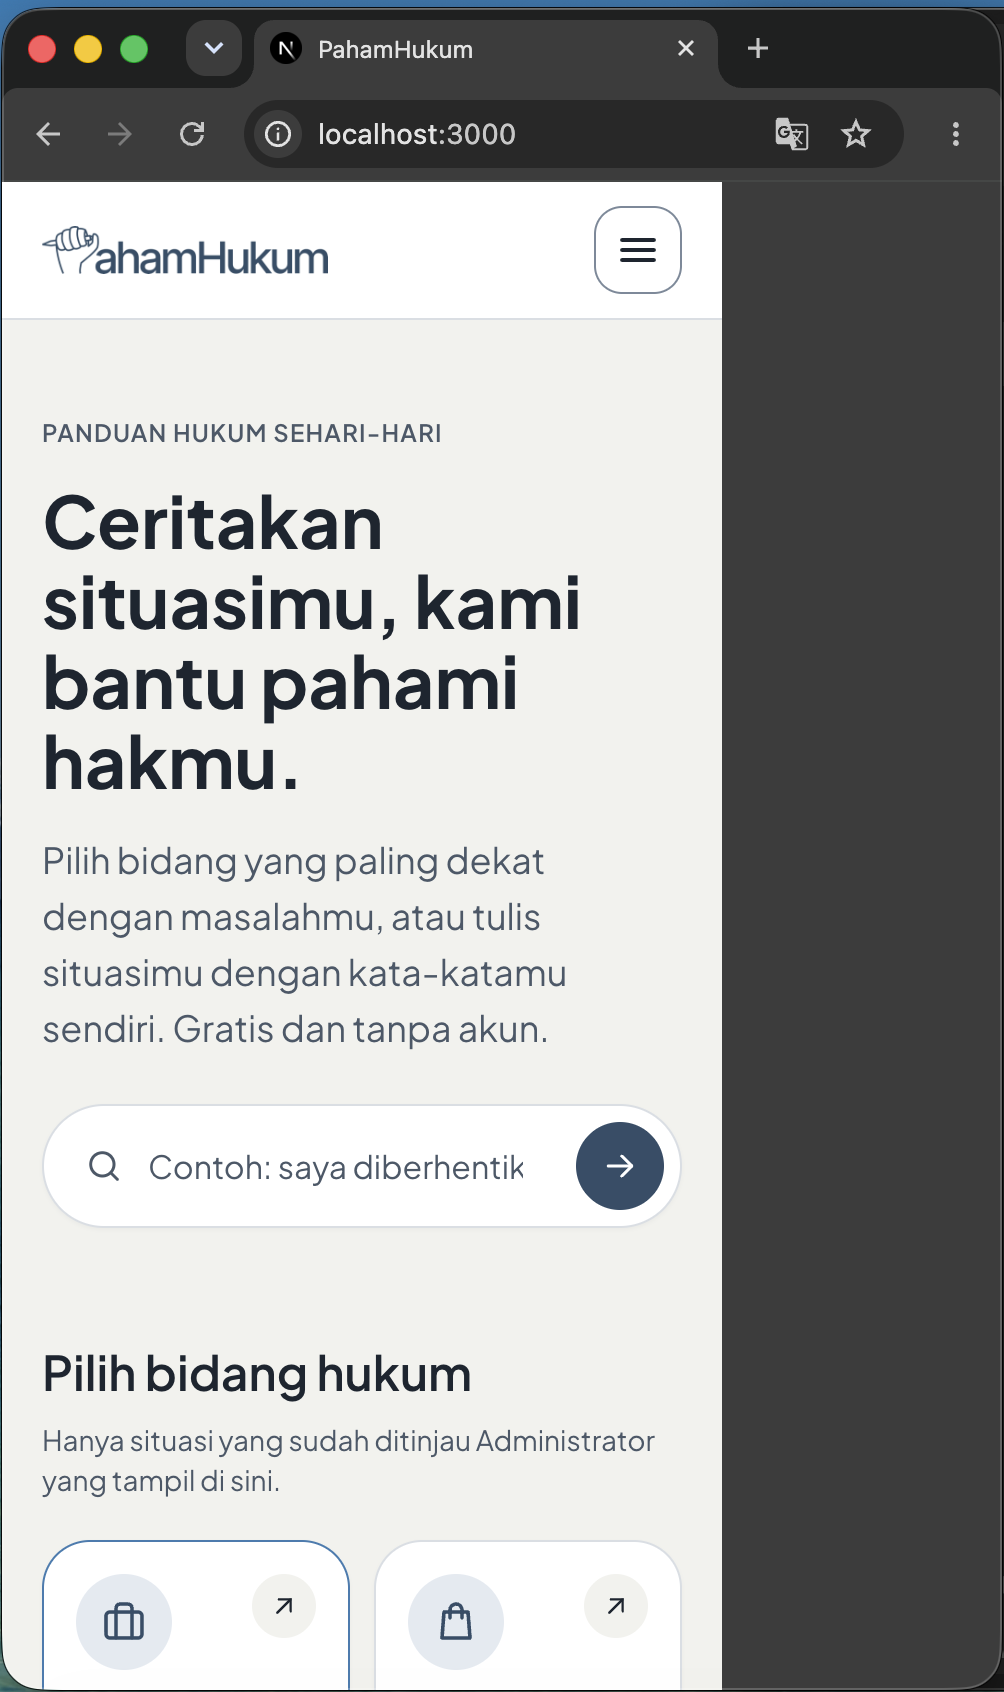 PahamHukum
localhost:3000
ahamHukum
PANDUAN HUKUM SEHARI-HARI
Ceritakan
situasimu, kami
bantu pahami
hakmu.
Pilih bidang yang paling dekat
dengan masalahmu, atau tulis
situasimu dengan kata-katamu
sendiri. Gratis dan tanpa akun.
Contoh: saya diberhentik
Pilih bidang hukum
Hanya situasi yang sudah ditinjau Administrator
yang tampil di sini.